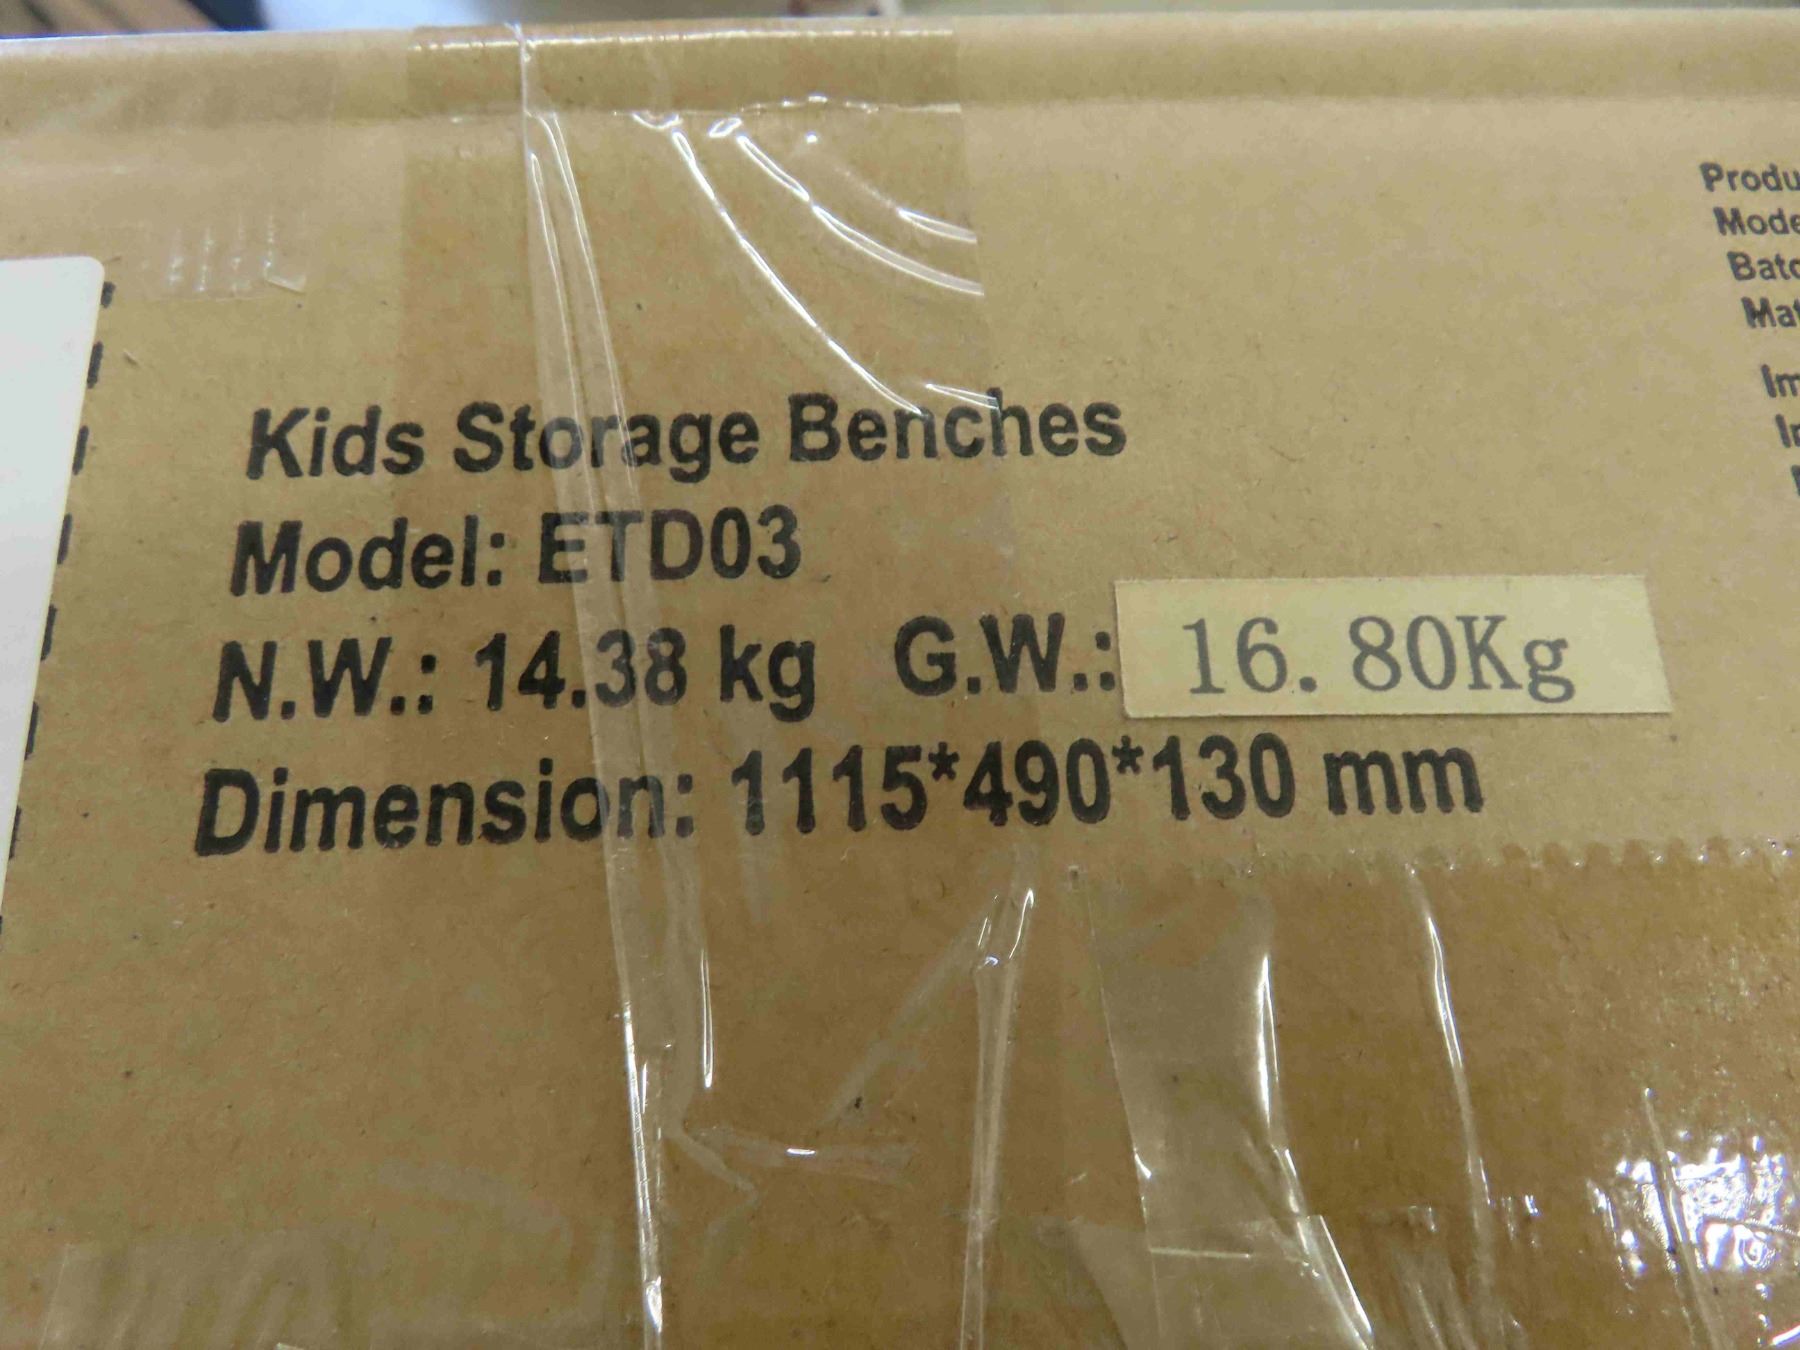 Kids Storage Benches
Model: ETD03
N.W.: 14.38 kg G.W.: 16.80Kg
Dimension: 1115*490*130 mm